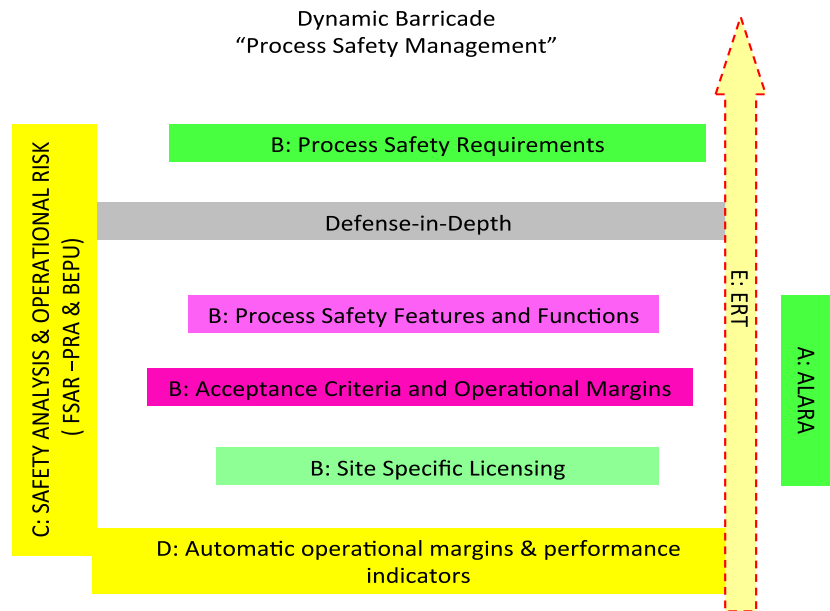 Dynamic Barricade
“Process Safety Management”
B: Process Safety Requirements
Defense-in-Depth
B: Process Safety Features and Functions
B: Acceptance Criteria and Operational Margins
B: Site Specific Licensing
D: Automatic operational margins & performance
indicators
C: SAFETY ANALYSIS & OPERATIONAL RISK
( FSAR –PRA & BEPU)
E: ERT
A: ALARA